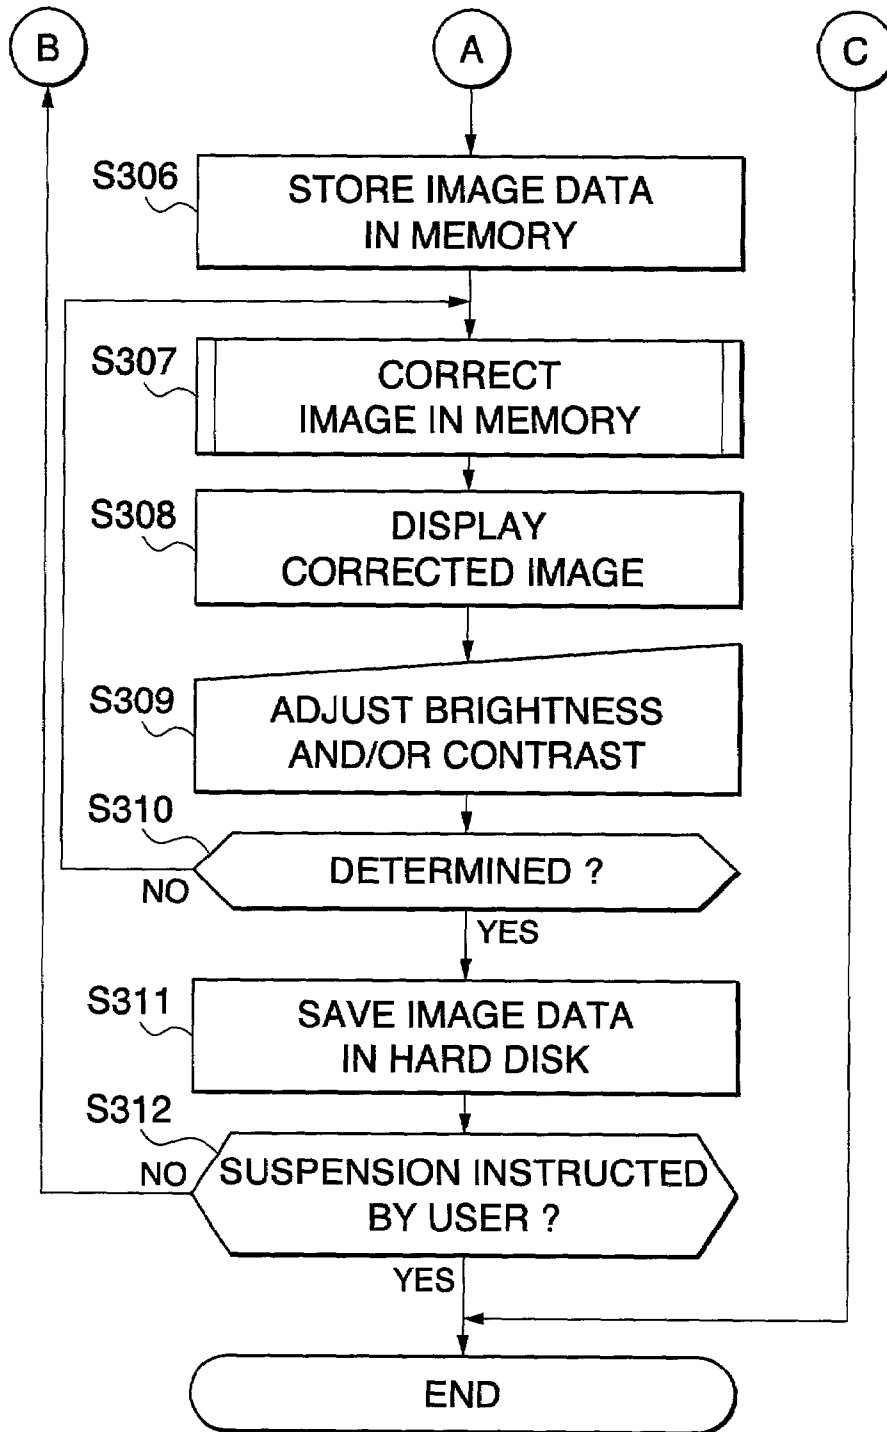 B
A
C
S306
STORE IMAGE DATA
IN MEMORY
S307
CORRECT
IMAGE IN MEMORY
S308
DISPLAY
CORRECTED IMAGE
S309
ADJUST BRIGHTNESS
AND/OR CONTRAST
S310
DETERMINED ?
NO
YES
S311
SAVE IMAGE DATA
IN HARD DISK
S312
NO
SUSPENSION INSTRUCTED
BY USER ?
YES
END